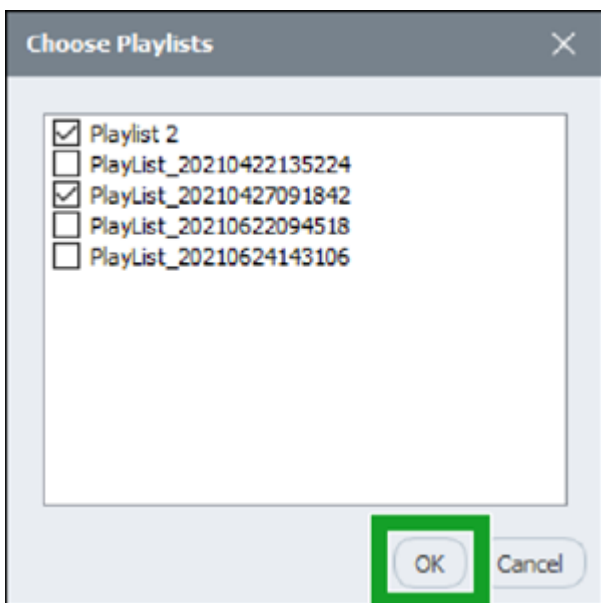 Choose Playlists
Playlist 2
PlayList_20210422135224
PlayList_20210427091842
PlayList_20210622094518
PlayList_20210624143106
OK Cancel